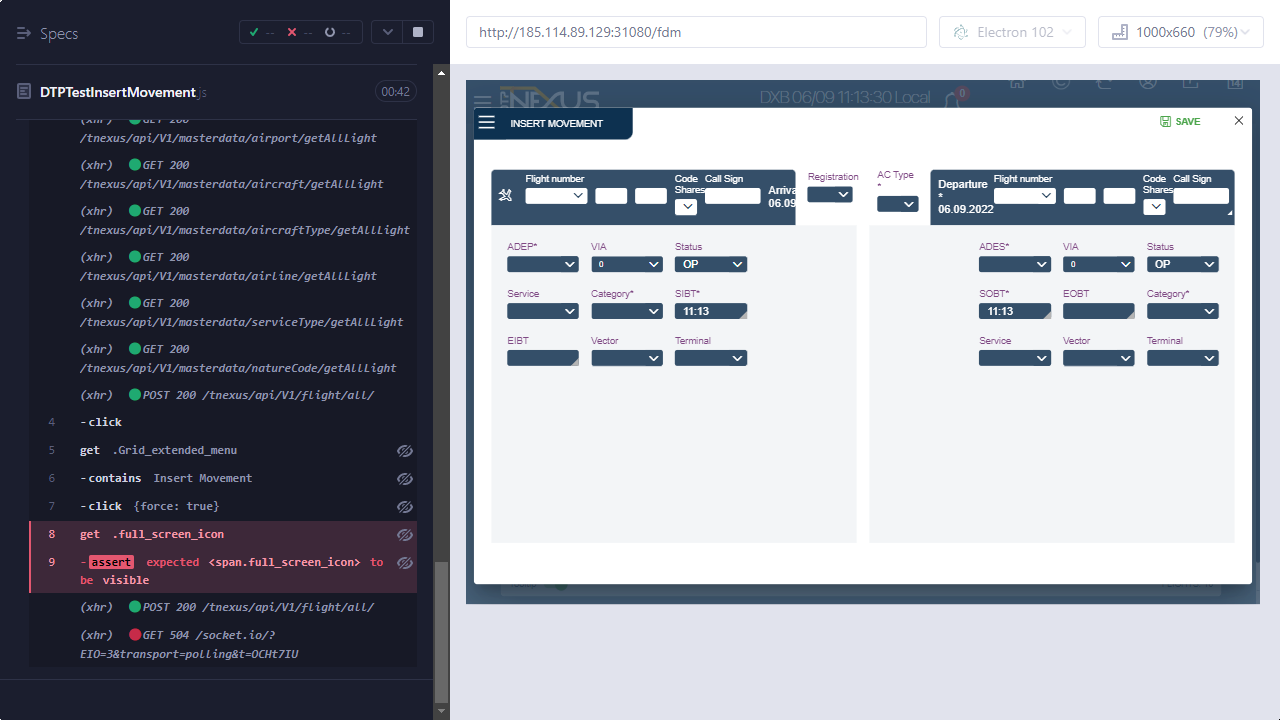 Specs
--
--
--
DTPTestInsertMovement.js
00:42
(xhr) GET 200
/tnexus/api/V1/masterdata/airport/getAllLight
(xhr) GET 200
/tnexus/api/V1/masterdata/aircraft/getAllLight
(xhr) GET 200
/tnexus/api/V1/masterdata/aircraftType/getAllLight
(xhr) GET 200
/tnexus/api/V1/masterdata/airline/getAllLight
(xhr) GET 200
/tnexus/api/V1/masterdata/serviceType/getAllLight
(xhr) GET 200
/tnexus/api/V1/masterdata/natureCode/getAllLight
(xhr) POST 200 /tnexus/api/V1/flight/all/
4 -click
5 get .Grid_extended_menu
6 -contains Insert Movement
7 -click {force: true}
8 get .full_screen_icon
9 -assert expected <span.full_screen_icon> to
be visible
(xhr) POST 200 /tnexus/api/V1/flight/all/
(xhr) GET 504 /socket.io/?
EIO=3&transport=polling&t=OCHt7IU
http://185.114.89.129:31080/fdm
Electron 102
1000x660 (79%)
NEXUS
DXB 06/09 11:13:30 Local
0
INSERT MOVEMENT
SAVE
Flight number
Code Shares
Call Sign
Arriva
06.09
Registration
AC Type
*
Departure
*
06.09.2022
Flight number
Code Shares
Call Sign
ADEP*
VIA
Status
0
OP
Service
Category*
SIBT*
11:13
EIBT
Vector
Terminal
ADES*
VIA
Status
0
OP
SOBT*
EOBT
Category*
11:13
Service
Vector
Terminal